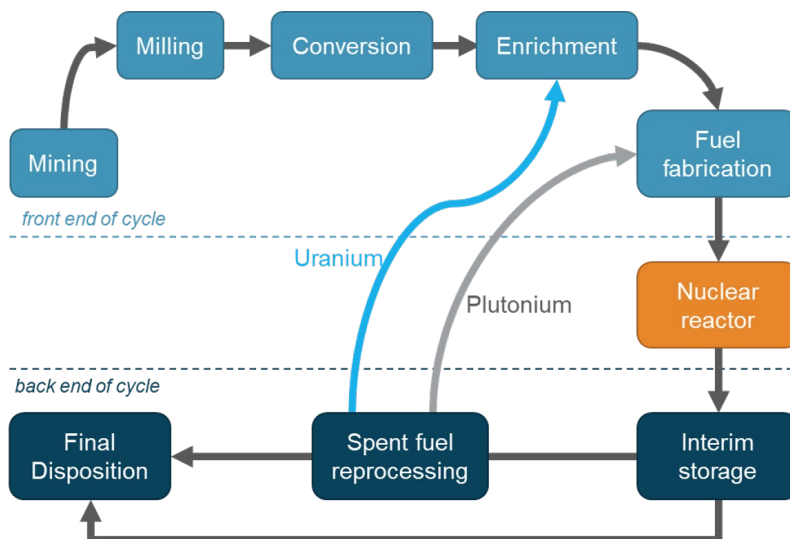 Milling
Conversion
Enrichment
Mining
Fuel
fabrication
front end of cycle
Uranium
Plutonium
Nuclear
reactor
back end of cycle
Final
Disposition
Spent fuel
reprocessing
Interim
storage